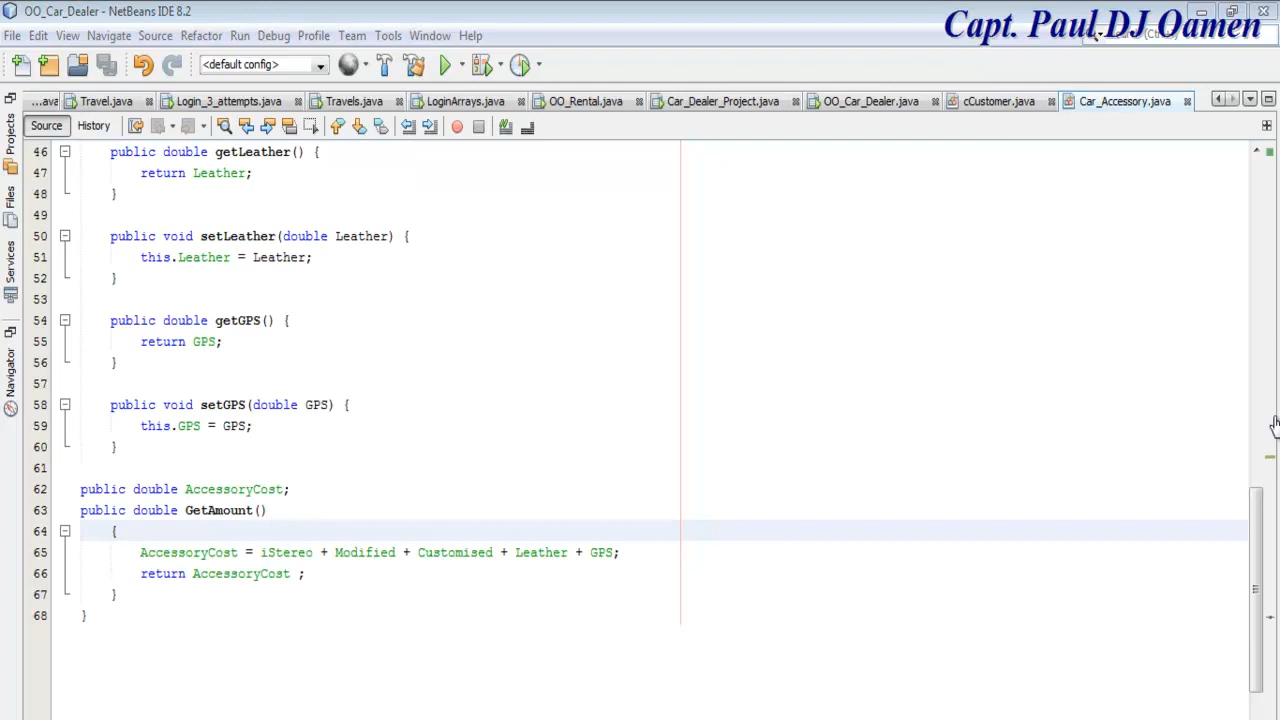 OO_Car_Dealer - NetBeans IDE 8.2
Capt. Paul DJ Oamen
File Edit View Navigate Source Refactor Run Debug Profile Team Tools Window Help
<default config>
...ava Travel.java Login_3_attempts.java Travels.java LoginArrays.java OO_Rental.java Car_Dealer_Project.java OO_Car_Dealer.java cCustomer.java Car_Accessory.java
Source History
Projects
Files
Services
Navigator
46 public double getLeather() {
47 return Leather;
48 }
49
50 public void setLeather(double Leather) {
51 this.Leather = Leather;
52 }
53
54 public double getGPS() {
55 return GPS;
56 }
57
58 public void setGPS(double GPS) {
59 this.GPS = GPS;
60 }
61
62 public double AccessoryCost;
63 public double GetAmount()
64 {
65 AccessoryCost = iStereo + Modified + Customised + Leather + GPS;
66 return AccessoryCost ;
67 }
68 }